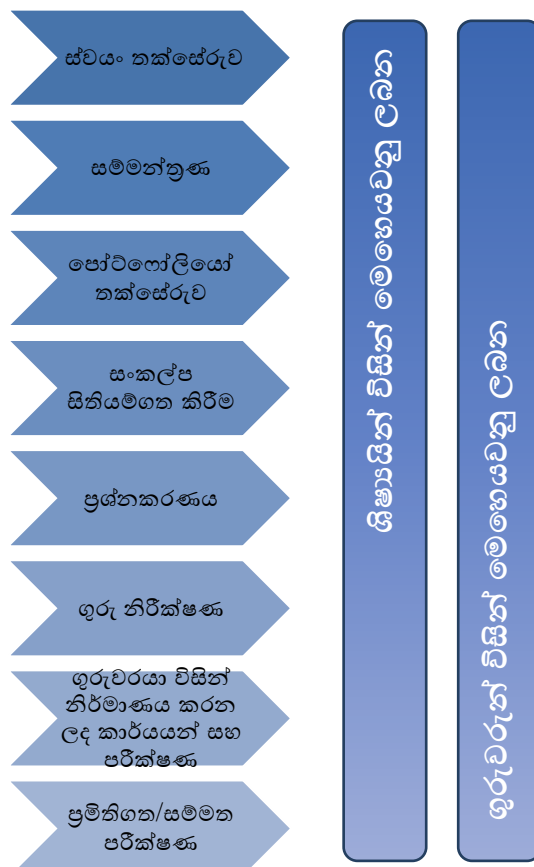 ස්වයං තක්සේරුව
සම්මන්ත්‍රණ
පෝට්ෆෝලියෝ
තක්සේරුව
සංකල්ප
සිතියම්ගත කිරීම
ප්‍රශ්නකරණය
ගුරු නිරීක්ෂණ
ගුරුවරයා විසින්
නිර්මාණය කරන
ලද කාර්යයන් සහ
පරීක්ෂණ
ප්‍රමිතිගත/සම්මත
පරීක්ෂණ
ශිෂ්‍යයින් විසින් මෙහෙයවනු ලබන
ගුරුවරුන් විසින් මෙහෙයවනු ලබන